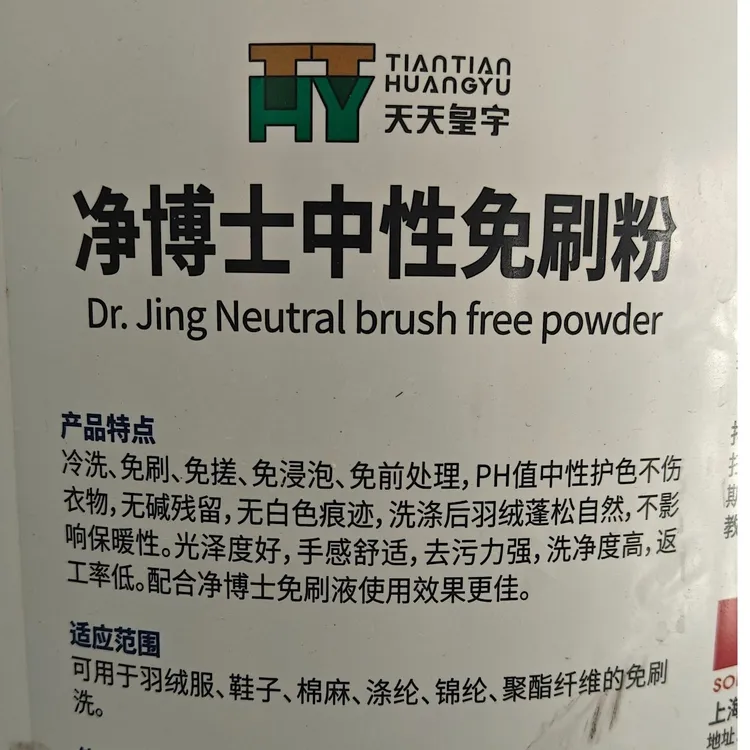 TTHY
TIANTIAN
HUANGYU
天天皇宇
净博士中性免刷粉
Dr. Jing Neutral brush free powder
产品特点
冷洗、免刷、免搓、免浸泡、免前处理，PH值中性护色不伤
衣物，无碱残留，无白色痕迹，洗涤后羽绒蓬松自然，不影
响保暖性。光泽度好，手感舒适，去污力强，洗净度高，返
工率低。配合净博士免刷液使用效果更佳。
适应范围
可用于羽绒服、鞋子、棉麻、涤纶、锦纶、聚酯纤维的免刷
洗。
上海
地址